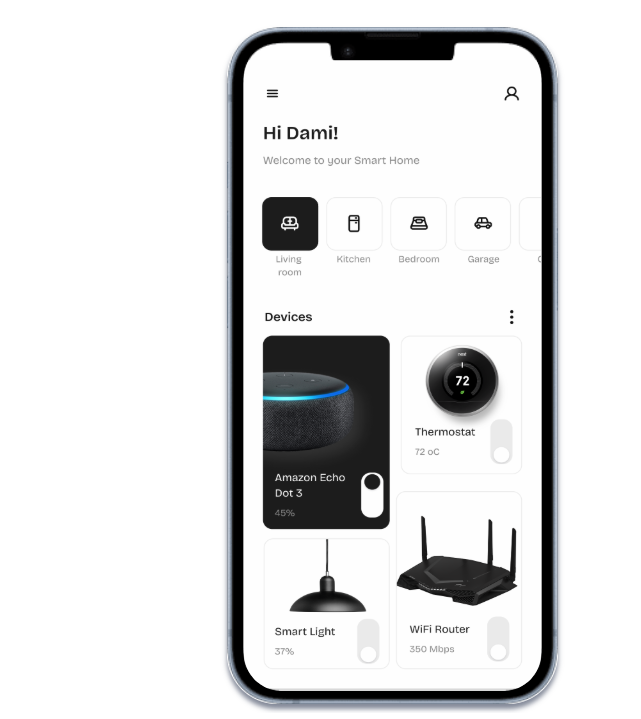 Hi Dami!
Welcome to your Smart Home
Living
room
Kitchen
Bedroom
Garage
Devices
nest
72
Thermostat
72 oC
Amazon Echo
Dot 3
45%
Smart Light
37%
WiFi Router
350 Mbps